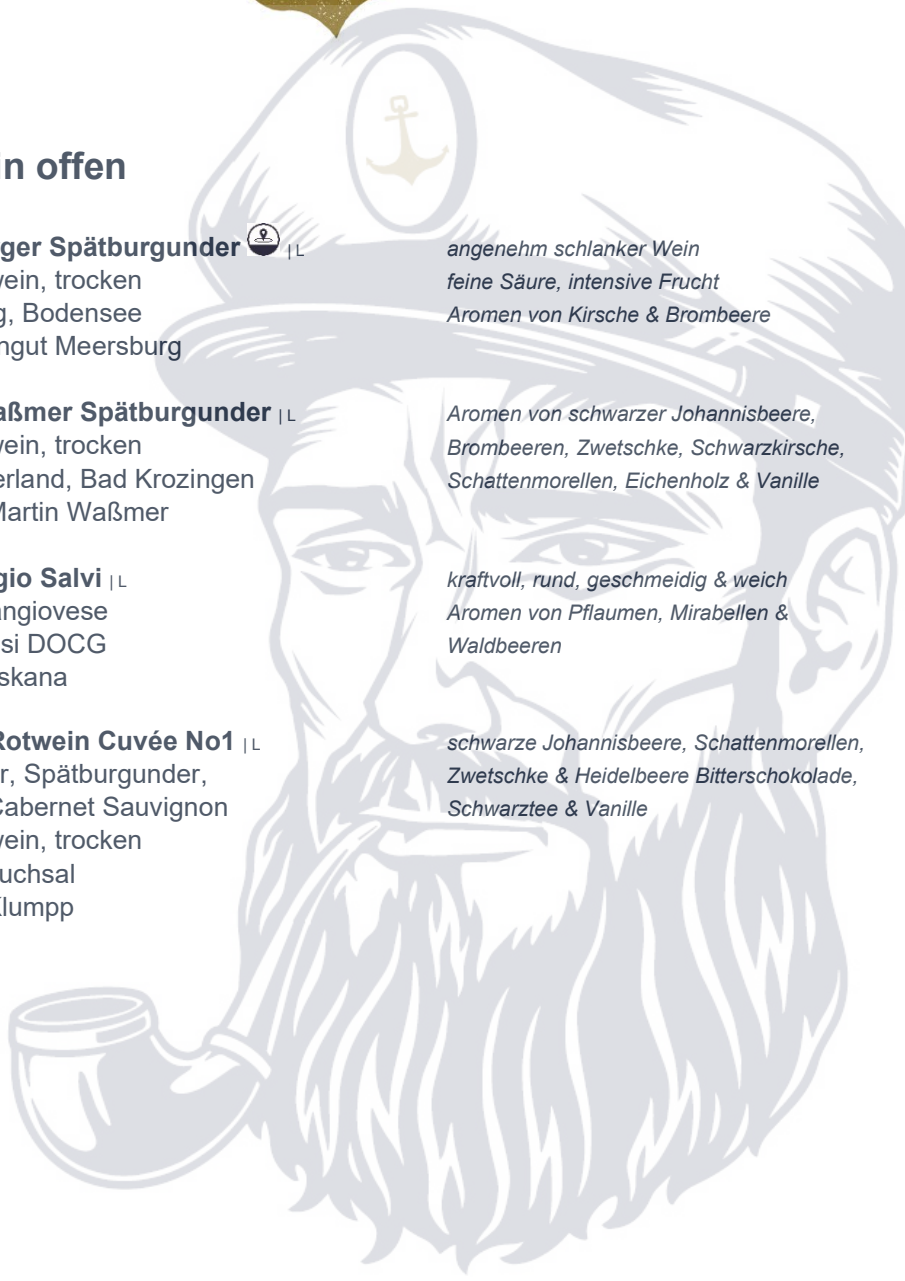 in offen
ger Spätburgunder | L
angenehm schlanker Wein
wein, trocken
feine Säure, intensive Frucht
g, Bodensee
Aromen von Kirsche & Brombeere
ngut Meersburg
aßmer Spätburgunder | L
Aromen von schwarzer Johannisbeere,
wein, trocken
Brombeeren, Zwetschke, Schwarzkirsche,
erland, Bad Krozingen
Schattenmorellen, Eichenholz & Vanille
Martin Waßmer
gio Salvi | L
kraftvoll, rund, geschmeidig & weich
angiovese
Aromen von Pflaumen, Mirabellen &
si DOCG
Waldbeeren
skana
Rotwein Cuvée No1 | L
schwarze Johannisbeere, Schattenmorellen,
r, Spätburgunder,
Zwetschke & Heidelbeere Bitterschokolade,
Cabernet Sauvignon
Schwarztee & Vanille
wein, trocken
uchsal
Klumpp